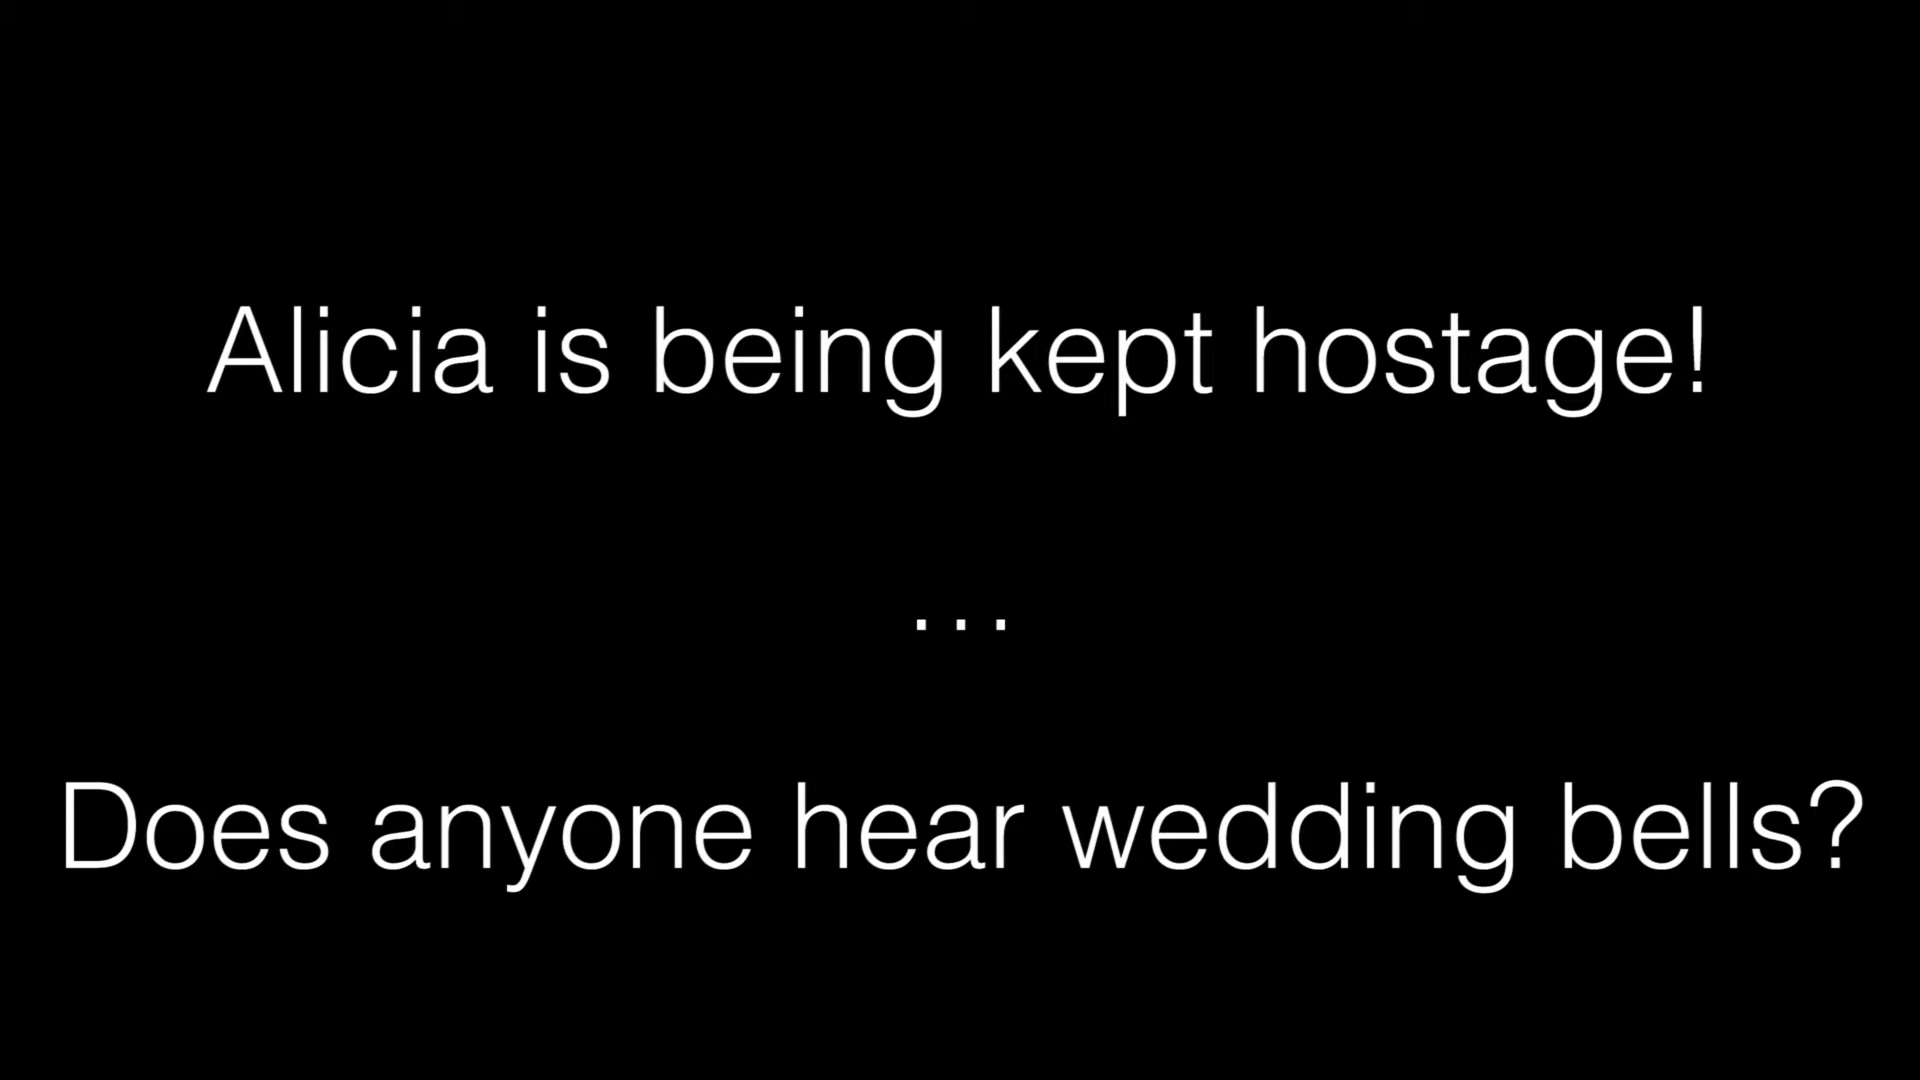 Alicia is being kept hostage!
...
Does anyone hear wedding bells?